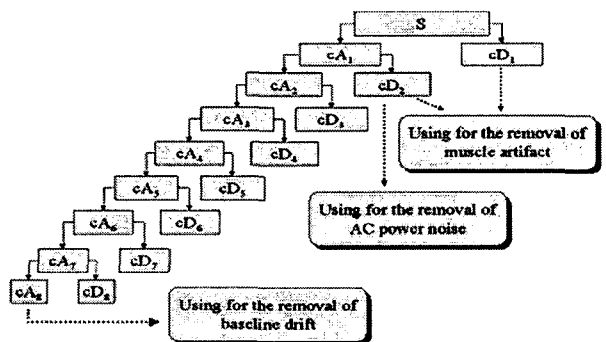 S
cA₁
cD₁
cA₂
cD₂
cA₃
cD₃
cA₄
cD₄
Using for the removal of
muscle artifact
cA₅
cD₅
cA₆
cD₆
Using for the removal of
AC power noise
cA₇
cD₇
cA₈
cD₈
Using for the removal of
baseline drift